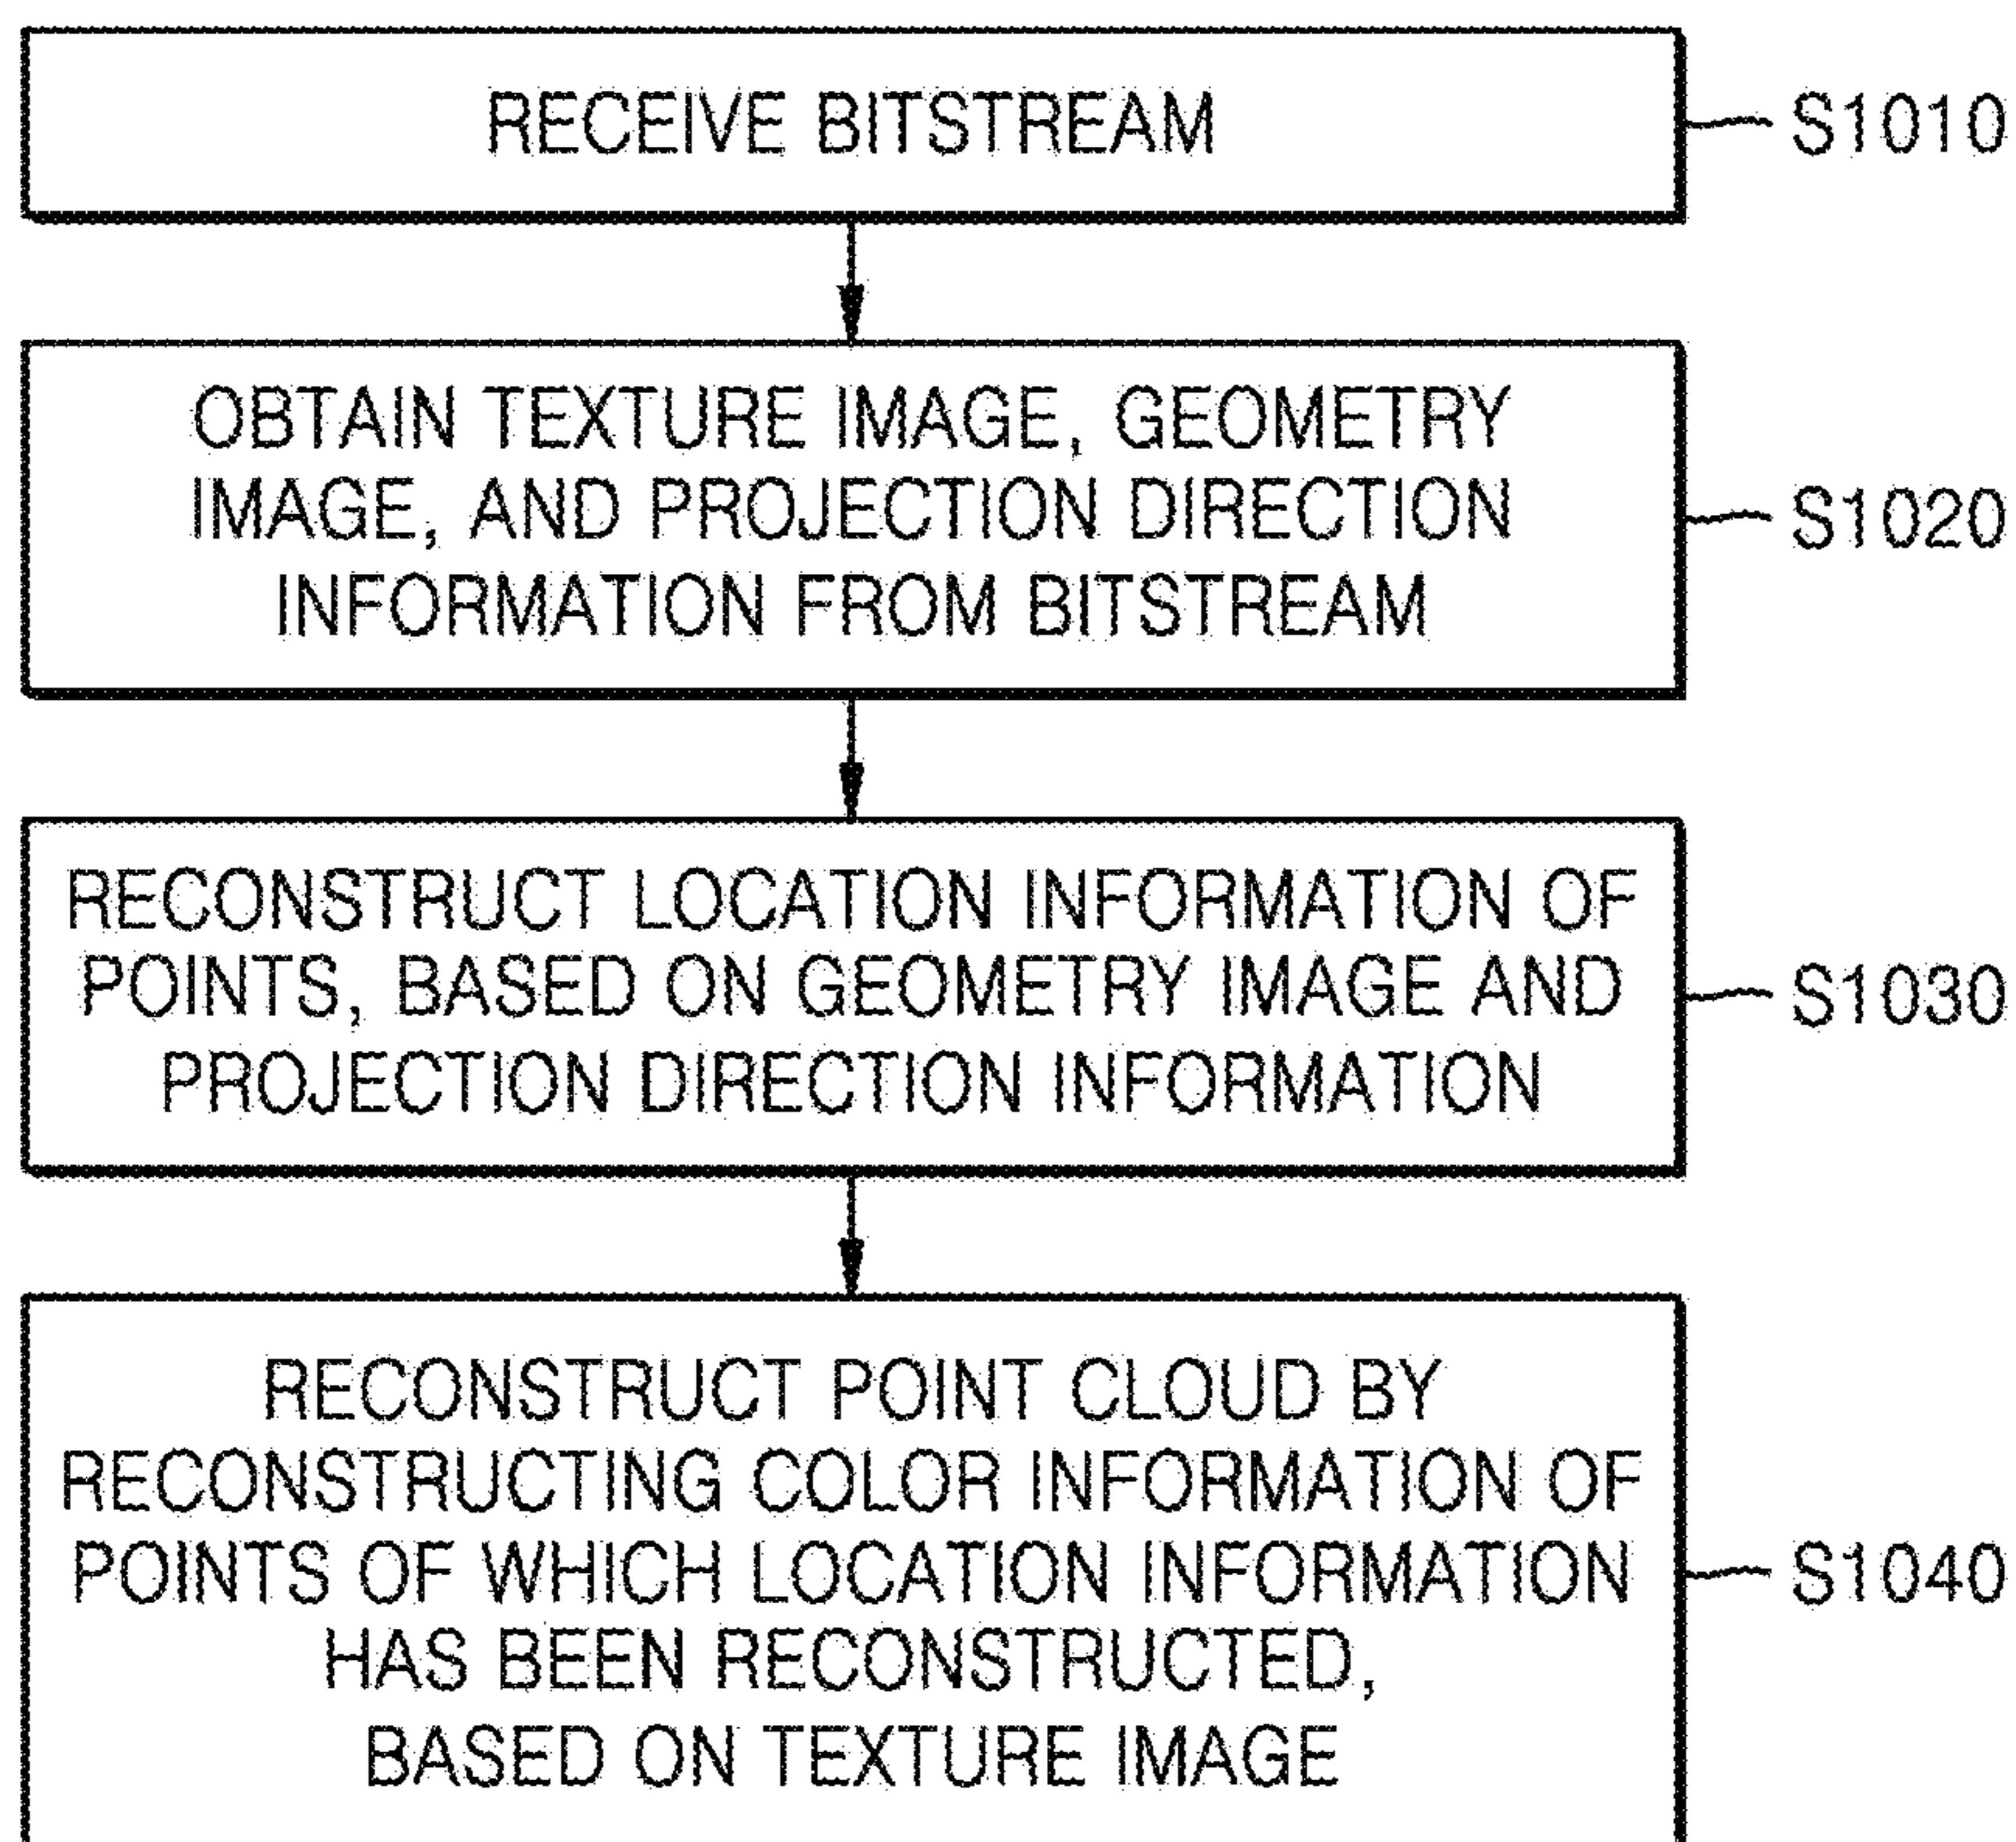 RECEIVE BITSTREAM
S1010
OBTAIN TEXTURE IMAGE, GEOMETRY
IMAGE, AND PROJECTION DIRECTION
INFORMATION FROM BITSTREAM
S1020
RECONSTRUCT LOCATION INFORMATION OF
POINTS, BASED ON GEOMETRY IMAGE AND
PROJECTION DIRECTION INFORMATION
S1030
RECONSTRUCT POINT CLOUD BY
RECONSTRUCTING COLOR INFORMATION OF
POINTS OF WHICH LOCATION INFORMATION
HAS BEEN RECONSTRUCTED,
BASED ON TEXTURE IMAGE
S1040